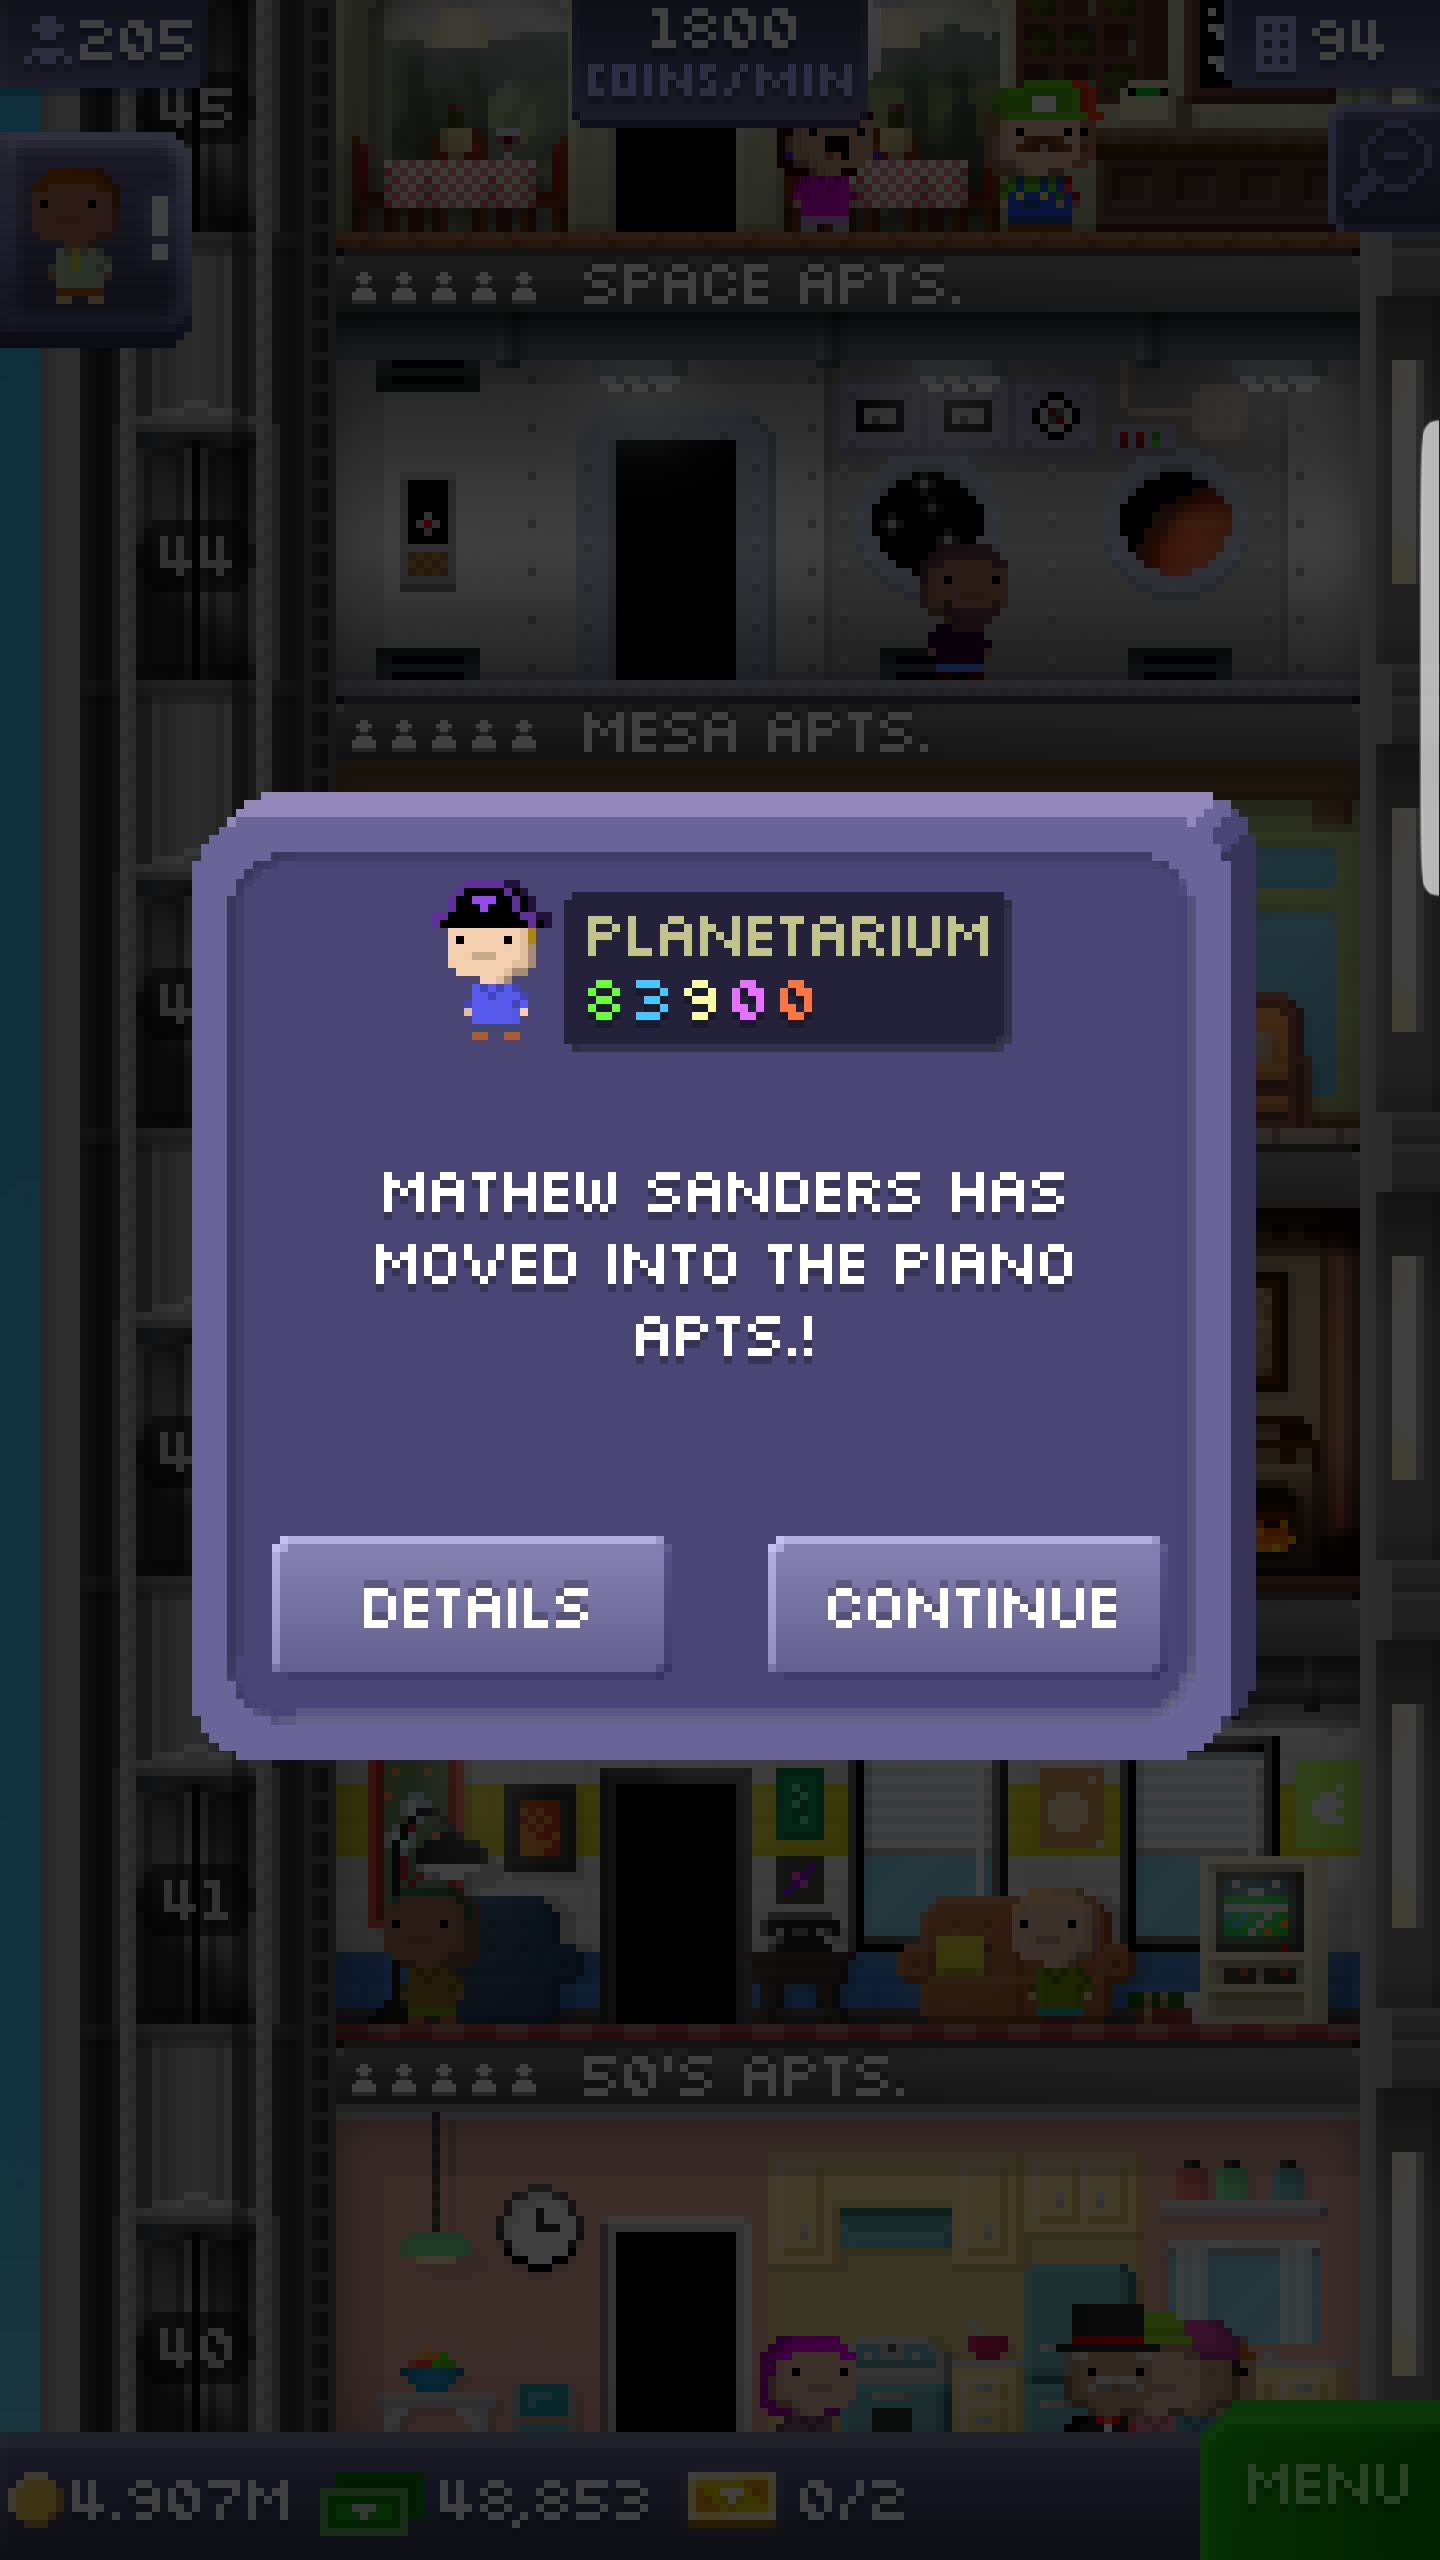 205
1800
COINS/MIN
94
45
!
SPACE APTS.
44
MESA APTS.
PLANETARIUM
83900
MATHEW SANDERS HAS
MOVED INTO THE PIANO
APTS.!
DETAILS
CONTINUE
41
50'S APTS.
40
4.907M
48,853
0/2
MENU